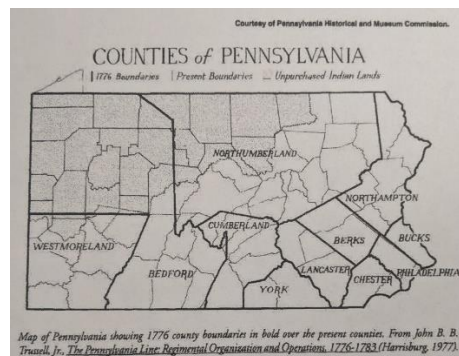 Courtesy of Pennsylvania Historical and Museum Commission.
COUNTIES of PENNSYLVANIA
1776 Boundaries Present Boundaries Unpurchased Indian Lands
NORTHUMBERLAND
NORTHAMPTON
CUMBERLAND
WESTMORELAND
BERKS
BUCKS
BEDFORD
LANCASTER
PHILADELPHIA
CHESTER
YORK
Map of Pennsylvania showing 1776 county boundaries in bold over the present counties. From John B. B.
Trussell, Jr., The Pennsylvania Line: Regimental Organization and Operations, 1776-1783 (Harrisburg, 1977).